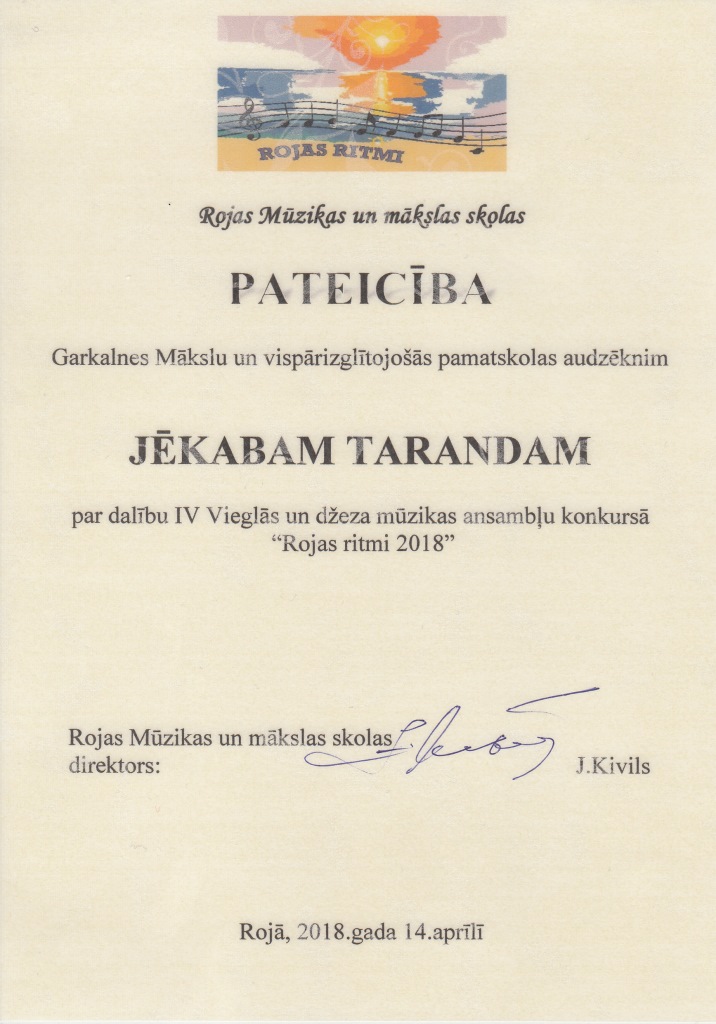 ROJAS RITMI
Rojas Mūzikas un mākslas skolas
PATEICĪBA
Garkalnes Mākslu un vispārizglītojošās pamatskolas audzēknim
JĒKABAM TARANDAM
par dalību IV Vieglās un džeza mūzikas ansambļu konkursā
“Rojas ritmi 2018”
Rojas Mūzikas un mākslas skolas
direktors: J.Kivils
Rojā, 2018.gada 14.aprīlī